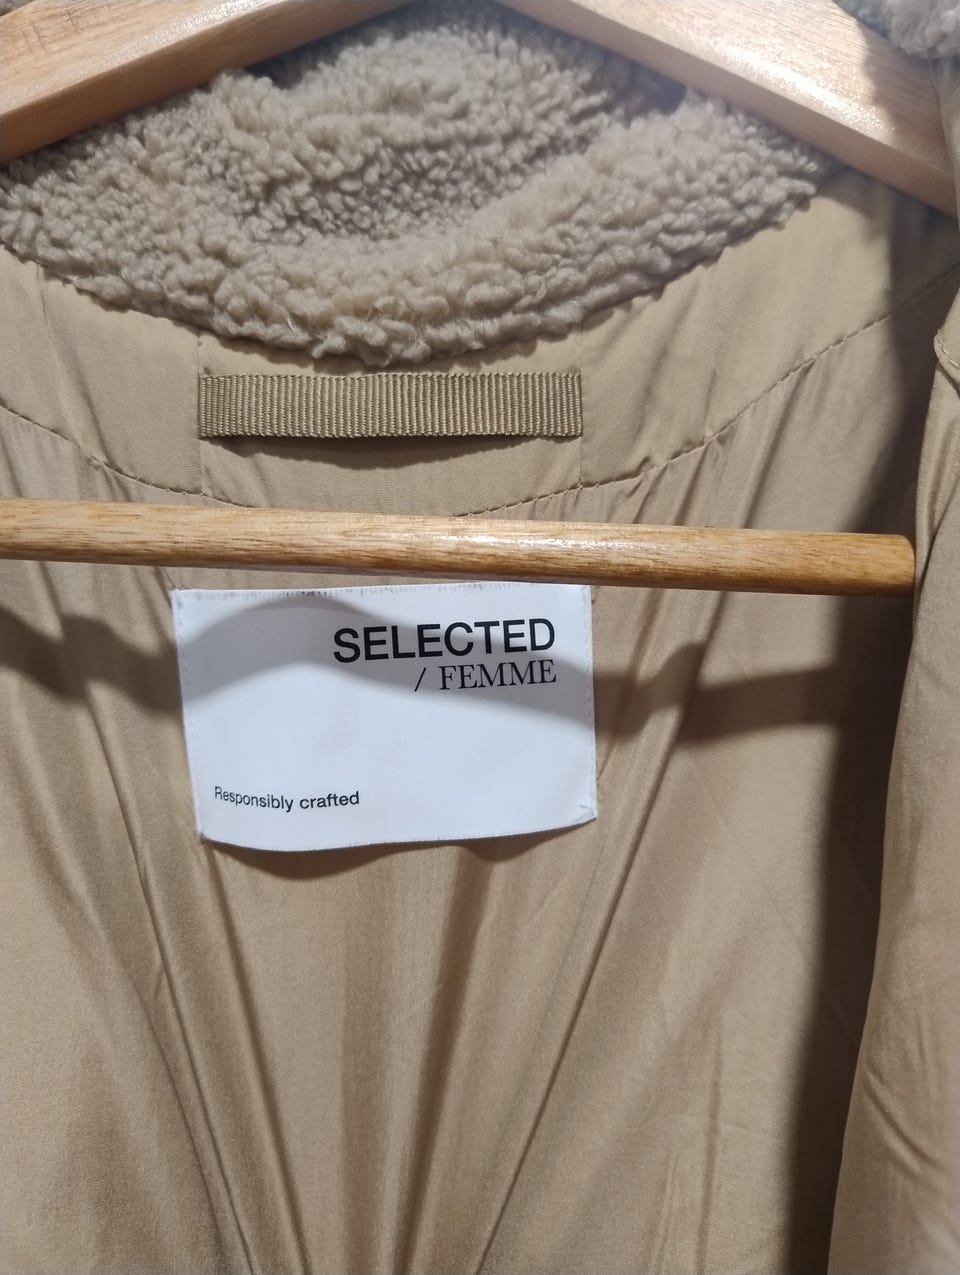 SELECTED
/ FEMME
Responsibly crafted